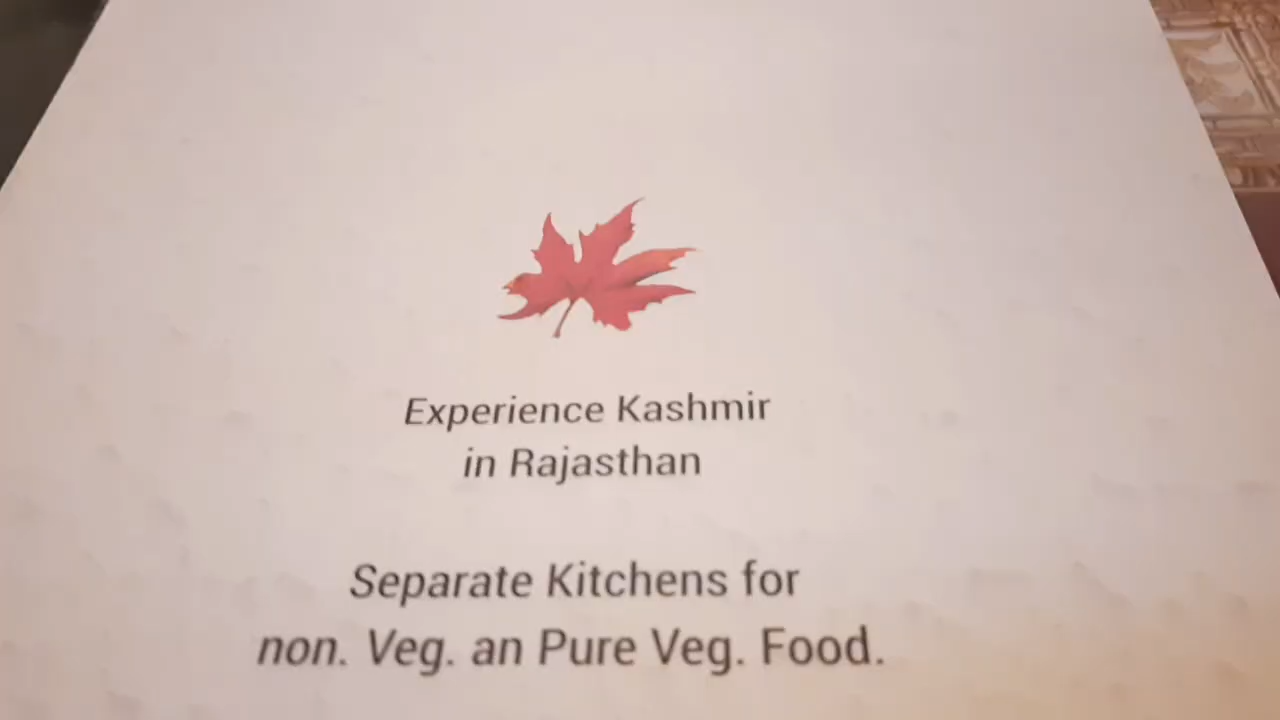 Experience Kashmir
in Rajasthan
Separate Kitchens for
non. Veg. an Pure Veg. Food.